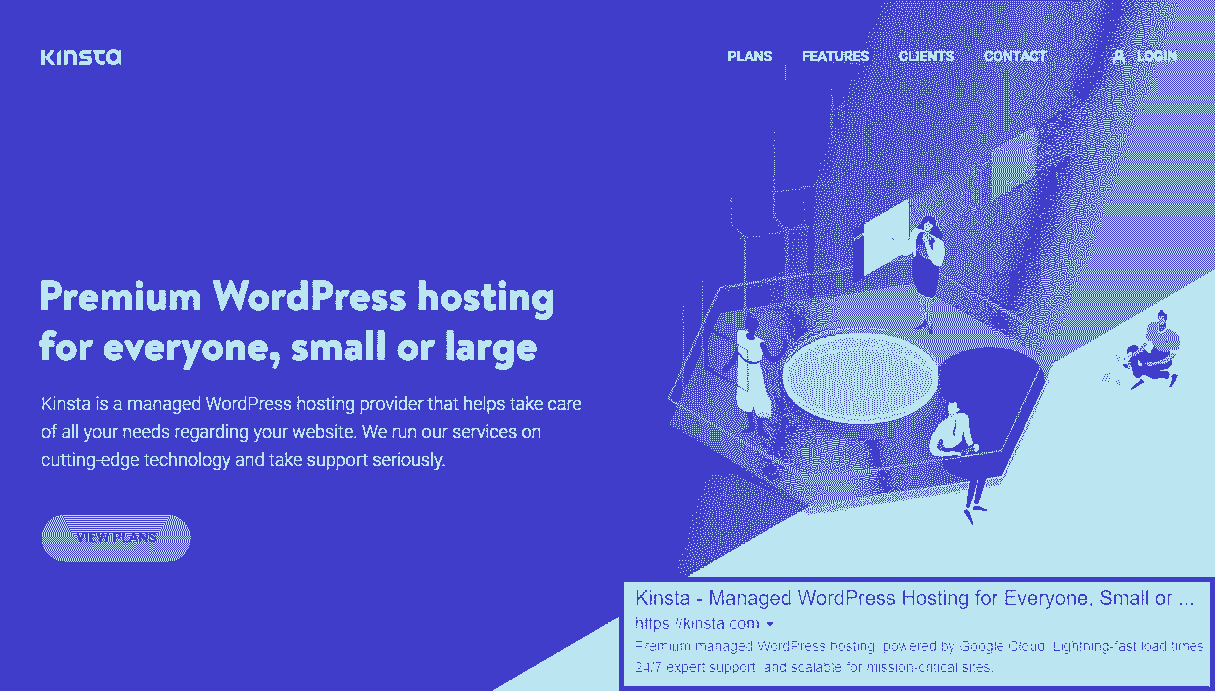 KINSTA
PLANS FEATURES CLIENTS CONTACT LOGIN
Premium WordPress hosting
for everyone, small or large
Kinsta is a managed WordPress hosting provider that helps take care
of all your needs regarding your website. We run our services on
cutting-edge technology and take support seriously.
VIEW PLANS
Kinsta - Managed WordPress Hosting for Everyone, Small or ...
https://kinsta.com
Premium managed WordPress hosting, powered by Google Cloud. Lightning-fast load times,
24/7 expert support, and scalable for mission-critical sites.